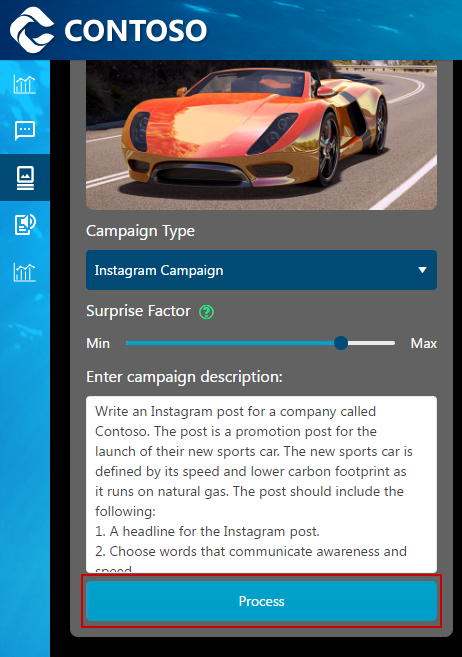 CONTOSO
Campaign Type
Instagram Campaign
Surprise Factor
Min
Max
Enter campaign description:
Write an Instagram post for a company called
Contoso. The post is a promotion post for the
launch of their new sports car. The new sports car is
defined by its speed and lower carbon footprint as
it runs on natural gas. The post should include the
following:
1. A headline for the Instagram post.
2. Choose words that communicate awareness and
speed
Process